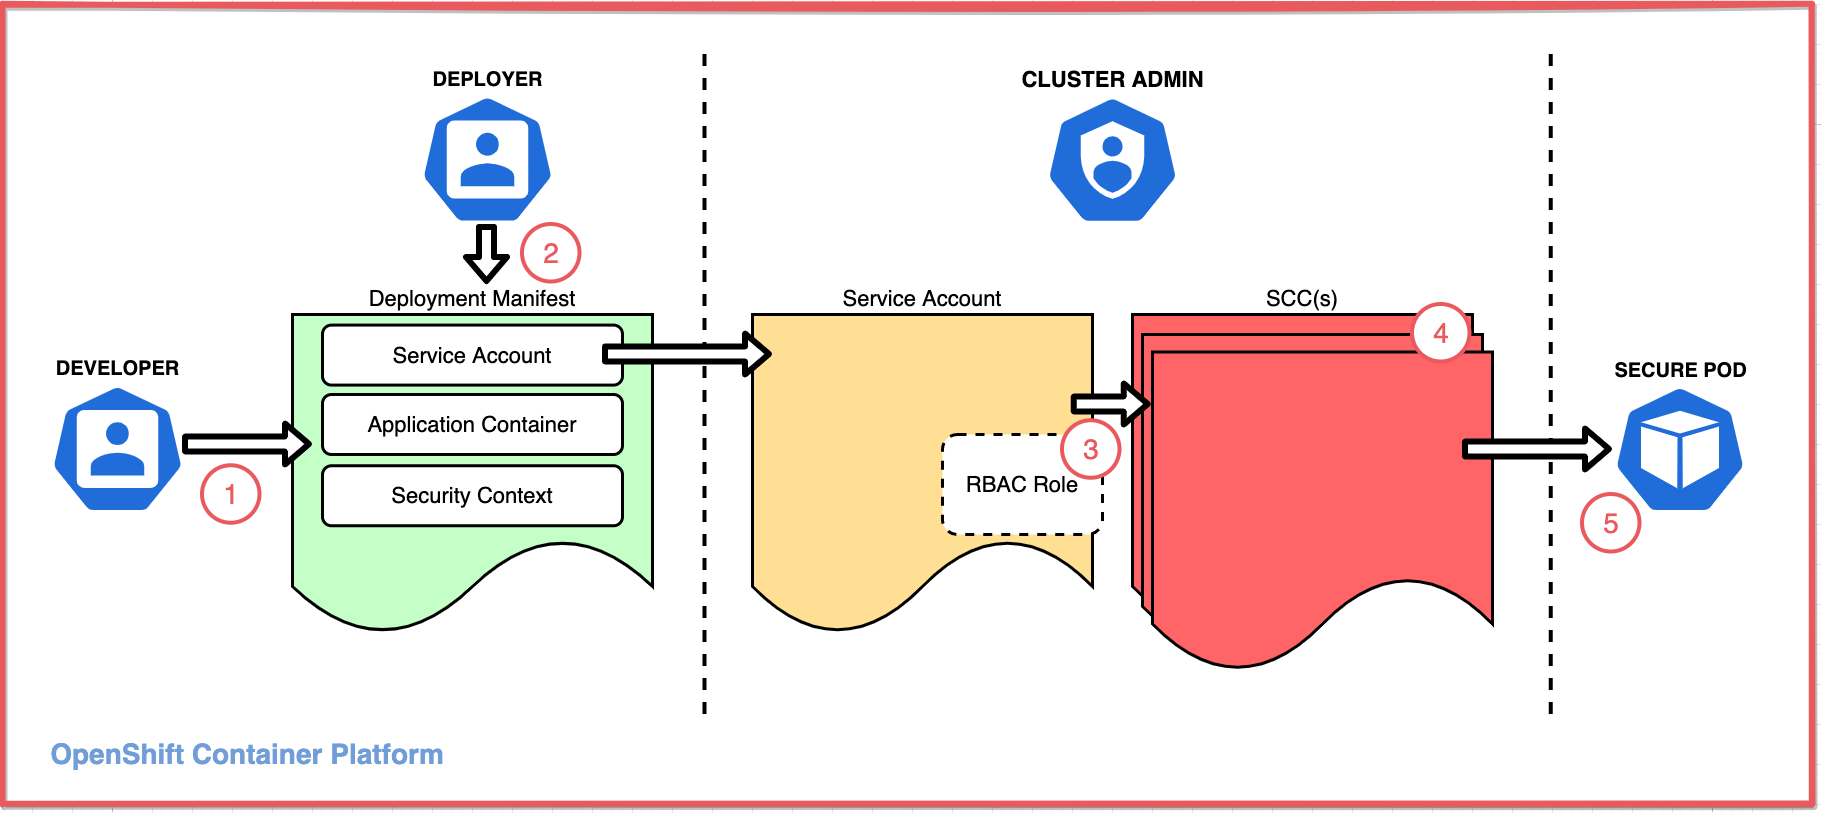 DEPLOYER
CLUSTER ADMIN
2
Deployment Manifest
Service Account
SCC(s)
4
Service Account
DEVELOPER
SECURE POD
Application Container
3
RBAC Role
1
Security Context
5
OpenShift Container Platform